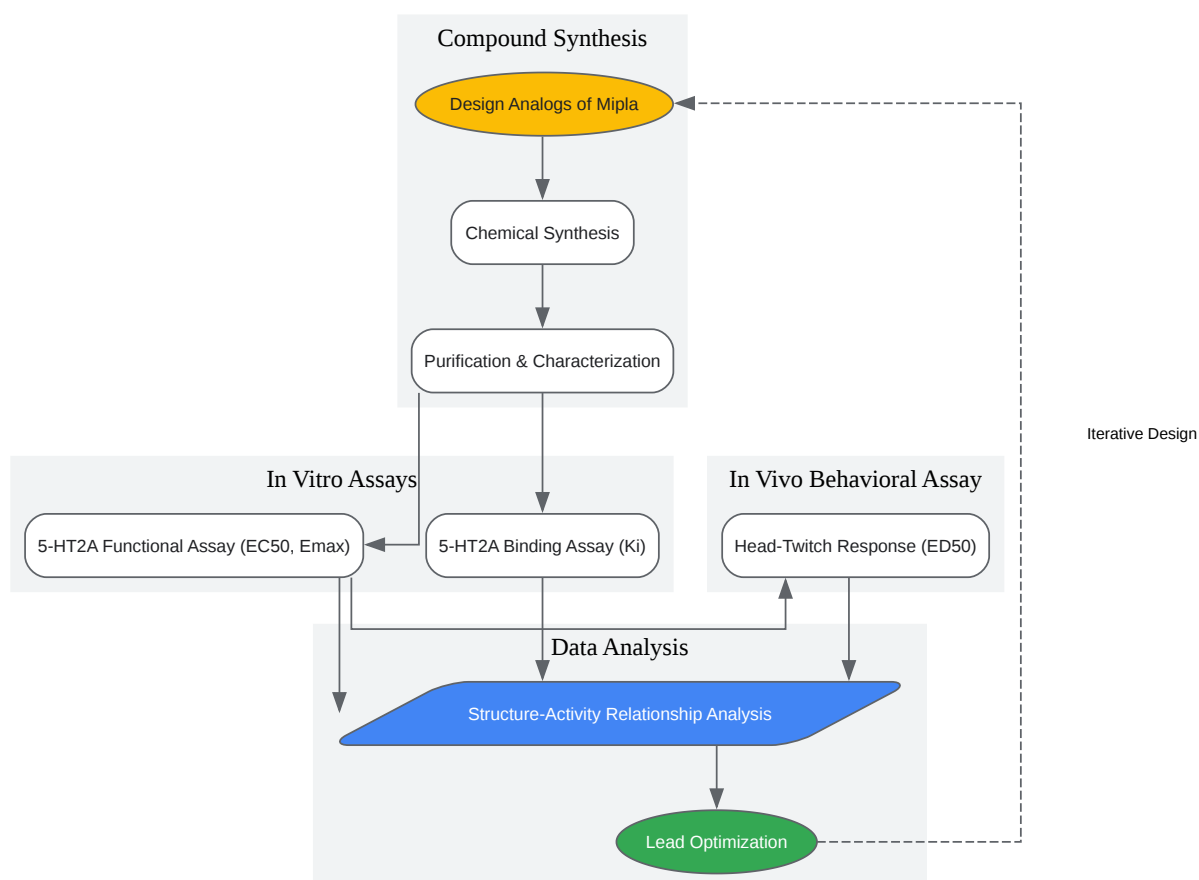 Compound Synthesis
Design Analogs of Mipla
Chemical Synthesis
Purification & Characterization
Iterative Design
In Vitro Assays
In Vivo Behavioral Assay
5-HT2A Functional Assay (EC50, Emax)
5-HT2A Binding Assay (Ki)
Head-Twitch Response (ED50)
Data Analysis
Structure-Activity Relationship Analysis
Lead Optimization